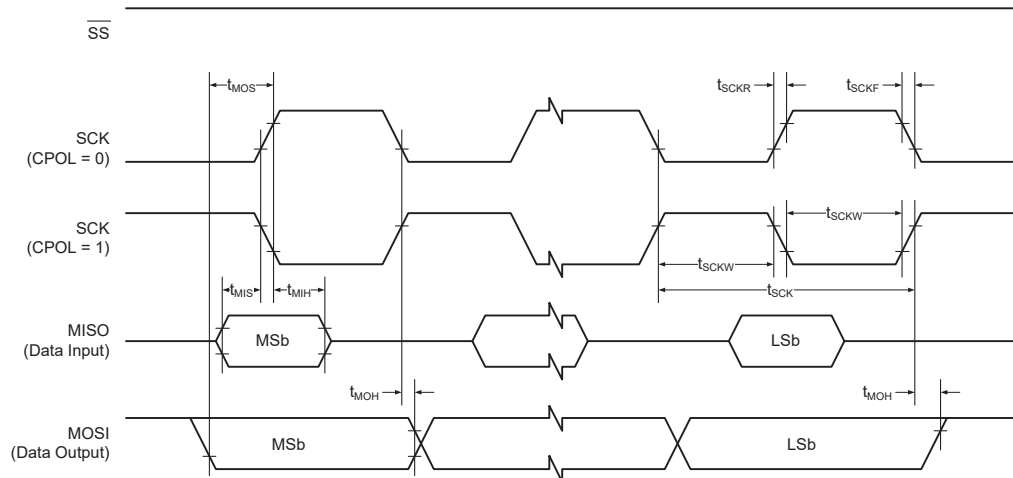 SS
tMOS
tSCKR
tSCKF
SCK
(CPOL = 0)
SCK
(CPOL = 1)
tSCKW
tSCKW
tMIS
tMIH
tSCK
MISO
(Data Input)
MSb
LSb
tMOH
tMOH
MOSI
(Data Output)
MSb
LSb